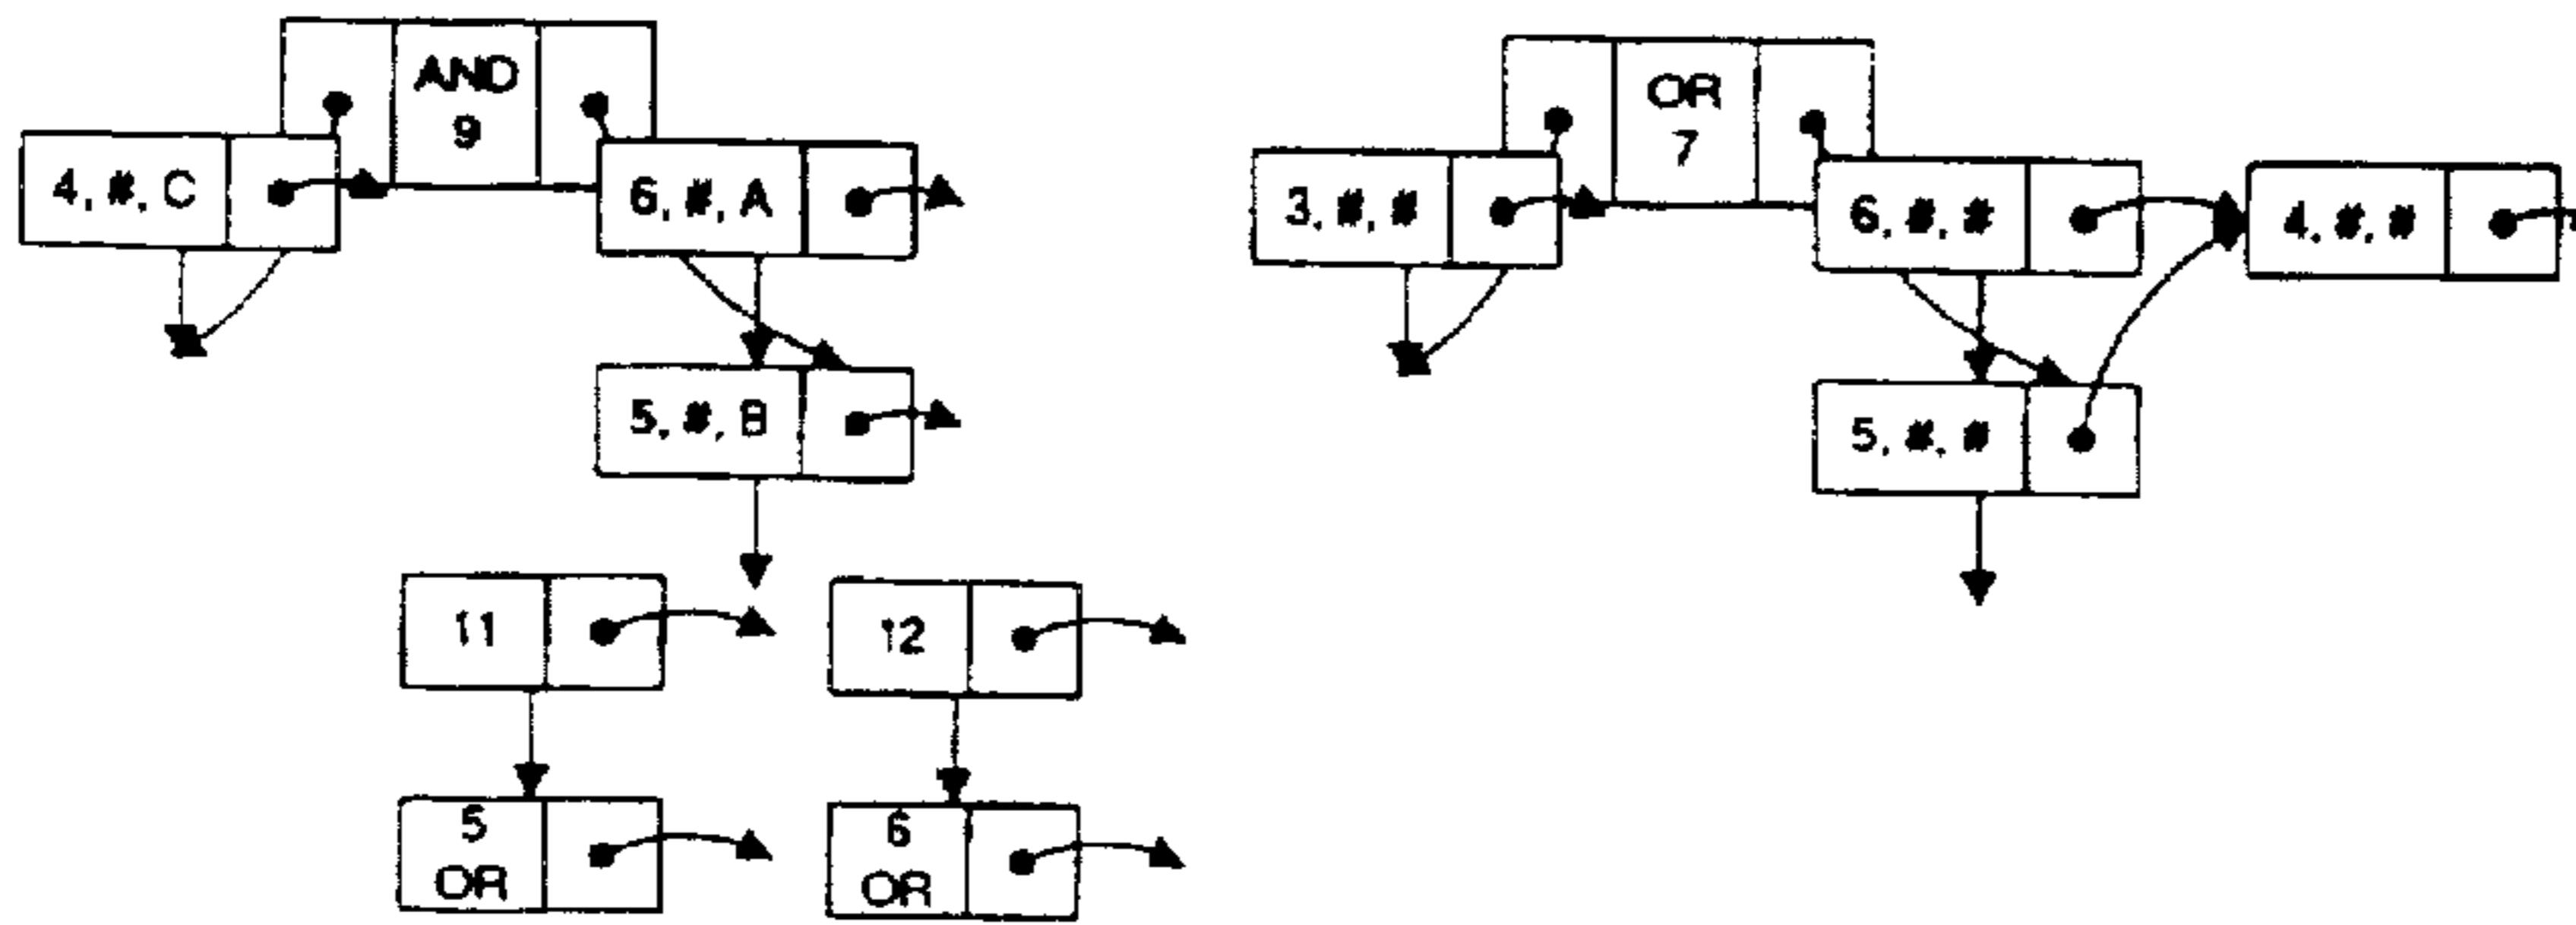 AND
9
4, #, C
6, #, A
5, #, B
11
12
5
OR
6
OR
OR
7
3, #, #
6, #, #
4, #, #
5, #, #